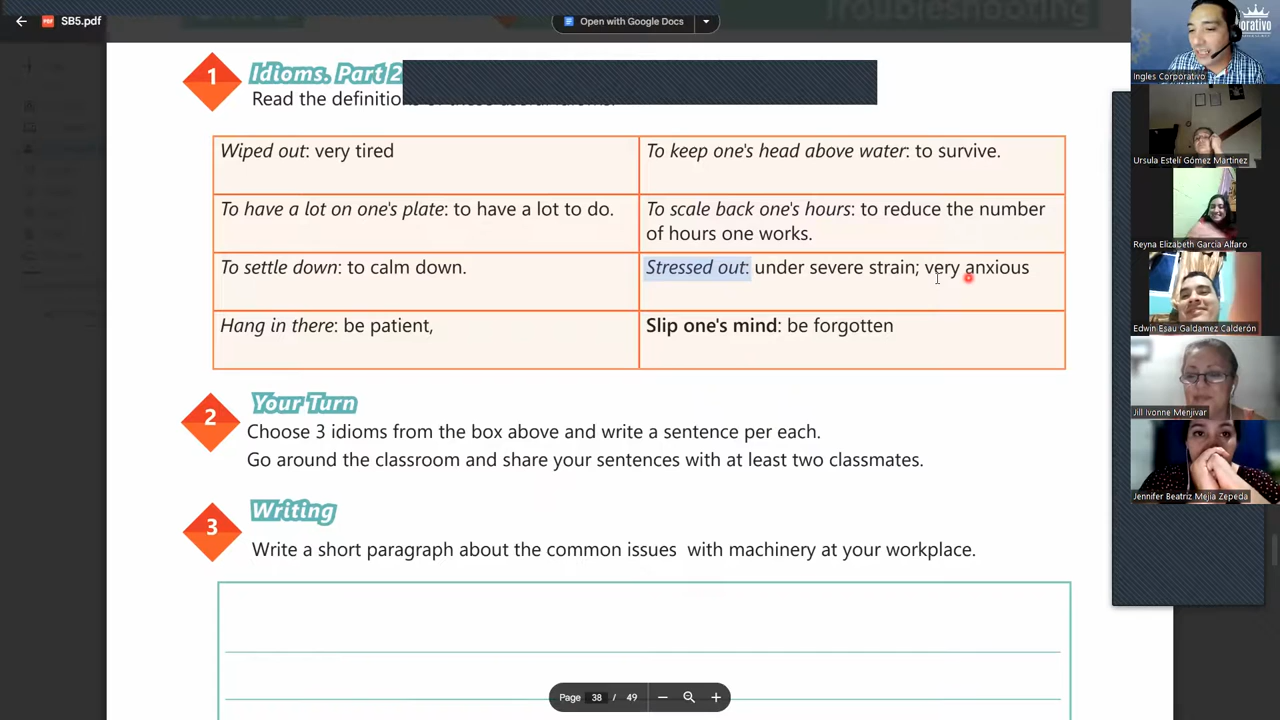 SB5.pdf
Open with Google Docs
Troubleshooting
orativo
Ingles Corporativo
1
Idioms. Part 2
Read the definitions of these useful idioms.
Wiped out: very tired
To keep one's head above water: to survive.
To have a lot on one's plate: to have a lot to do.
To scale back one's hours: to reduce the number
of hours one works.
To settle down: to calm down.
Stressed out: under severe strain; very anxious
Hang in there: be patient,
Slip one's mind: be forgotten
2
Your Turn
Choose 3 idioms from the box above and write a sentence per each.
Go around the classroom and share your sentences with at least two classmates.
3
Writing
Write a short paragraph about the common issues with machinery at your workplace.
Page 38 / 49
Ursula Estelí Gómez Martinez
Reyna Elizabeth Garcia Alfaro
Edwin Esau Galdamez Calderón
Jill Ivonne Menjivar
Jennifer Beatriz Mejia Zepeda